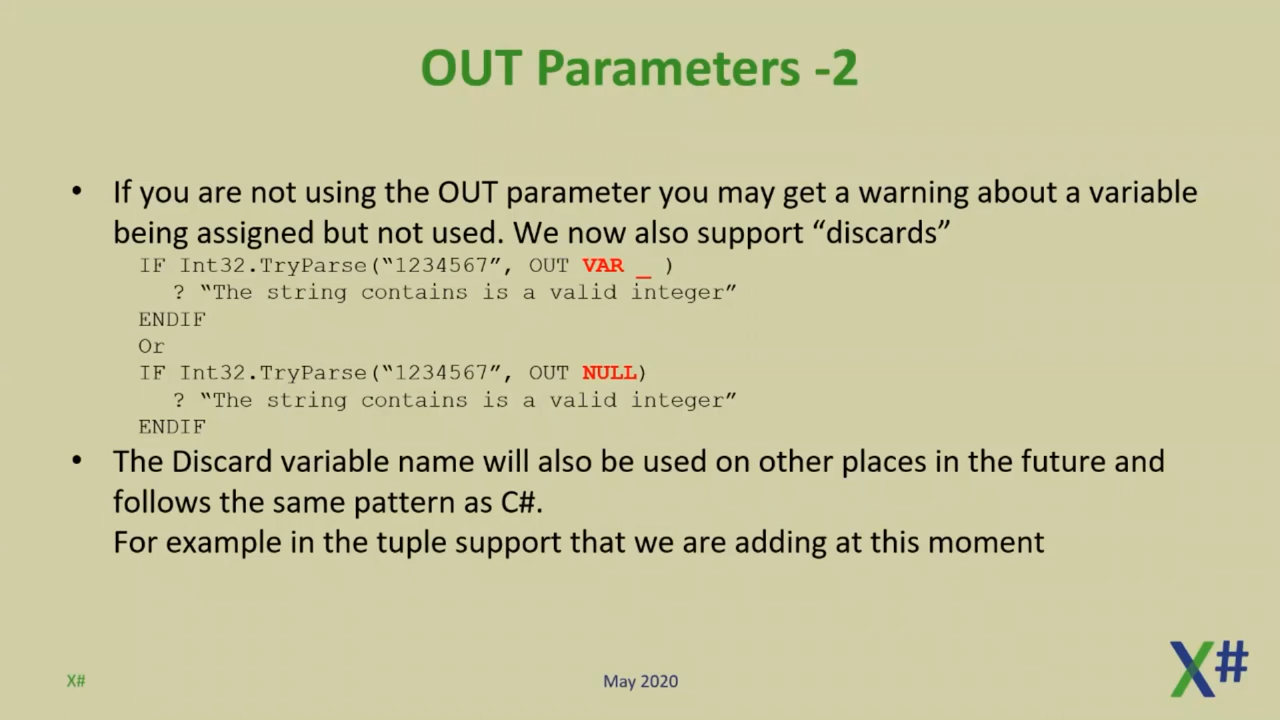 OUT Parameters -2
• If you are not using the OUT parameter you may get a warning about a variable
being assigned but not used. We now also support “discards”
IF Int32.TryParse(“1234567”, OUT VAR _ )
? “The string contains is a valid integer”
ENDIF
Or
IF Int32.TryParse(“1234567”, OUT NULL)
? “The string contains is a valid integer”
ENDIF
• The Discard variable name will also be used on other places in the future and
follows the same pattern as C#.
For example in the tuple support that we are adding at this moment
X#
May 2020
X#